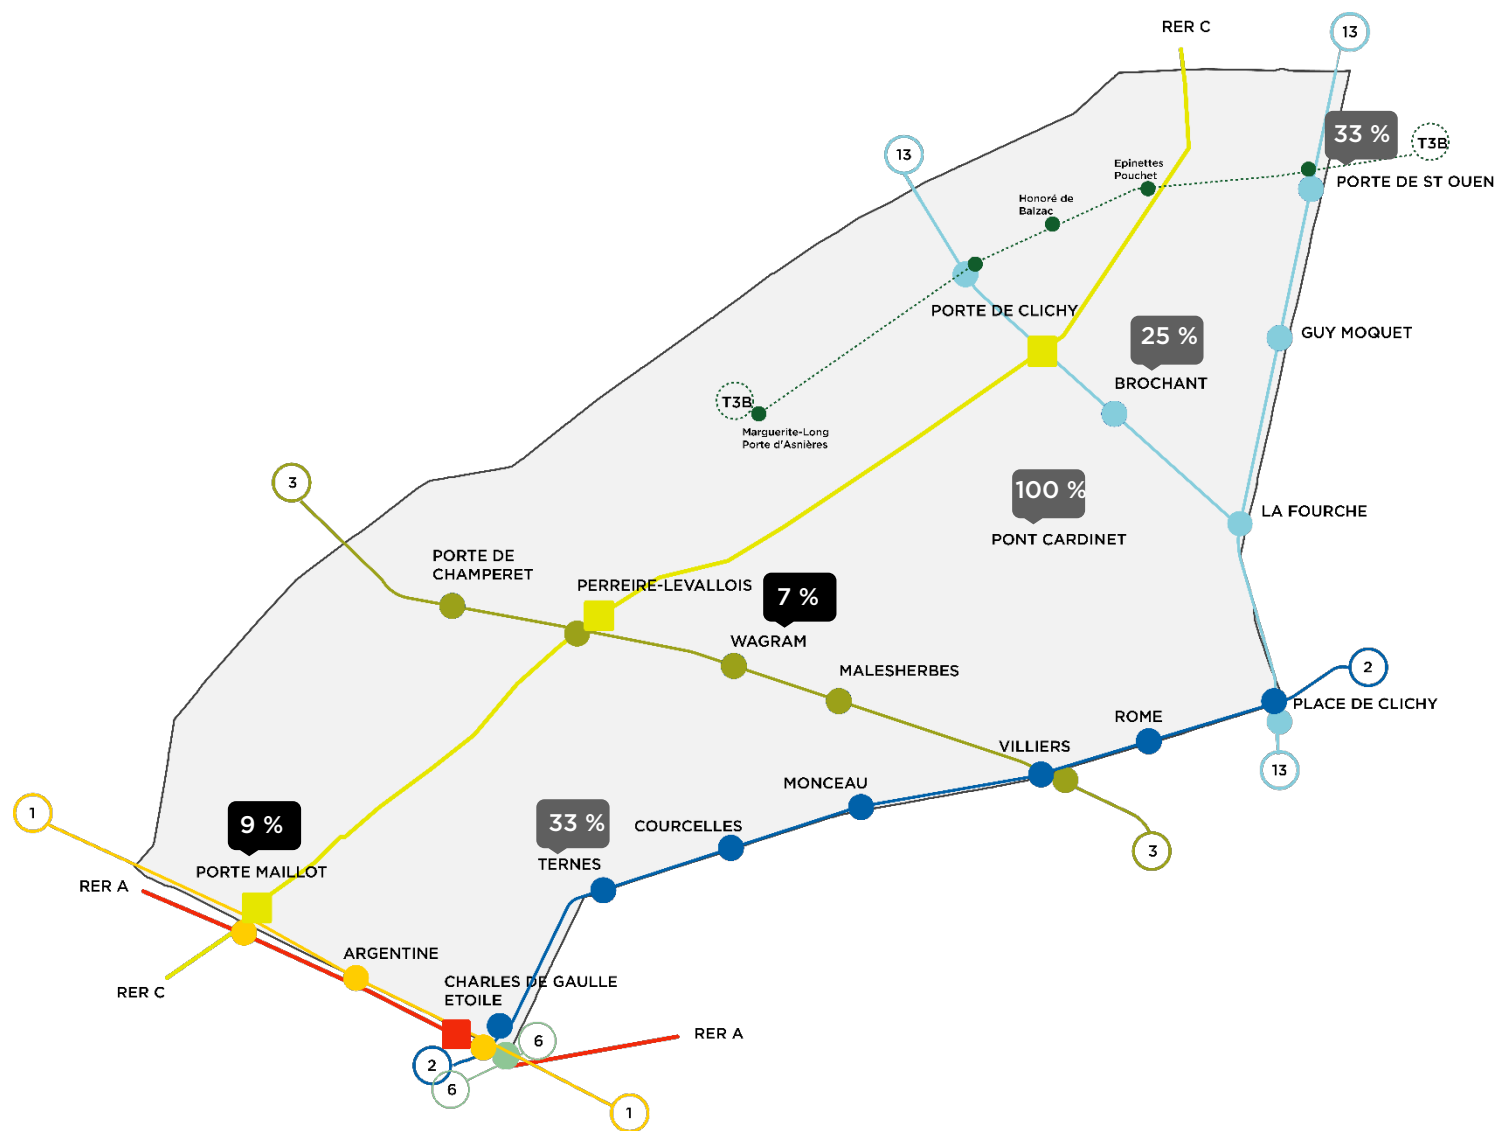 RER C
13
33 %
T3B
13
Epinettes
Pouchet
PORTE DE ST OUEN
Honoré de
Balzac
PORTE DE CLICHY
25 %
GUY MOQUET
BROCHANT
T3B
Marguerite-Long
Porte d'Asnières
3
100 %
LA FOURCHE
PONT CARDINET
PORTE DE
CHAMPERET
PERREIRE-LEVALLOIS
7 %
WAGRAM
MALESHERBES
2
PLACE DE CLICHY
ROME
VILLIERS
13
MONCEAU
1
9 %
33 %
COURCELLES
3
TERNES
PORTE MAILLOT
RER A
ARGENTINE
CHARLES DE GAULLE
ETOILE
RER C
RER A
6
2
6
1